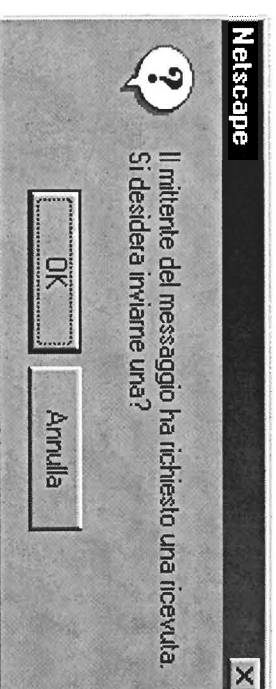 Netscape
Il mittente del messaggio ha richiesto una ricevuta.
Si desidera inviarne una?
OK
Annulla